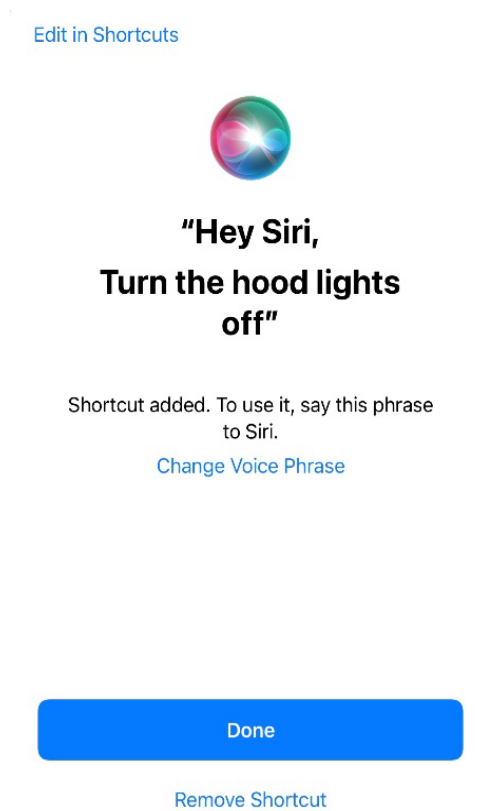 Edit in Shortcuts
“Hey Siri,
Turn the hood lights
off”
Shortcut added. To use it, say this phrase
to Siri.
Change Voice Phrase
Done
Remove Shortcut